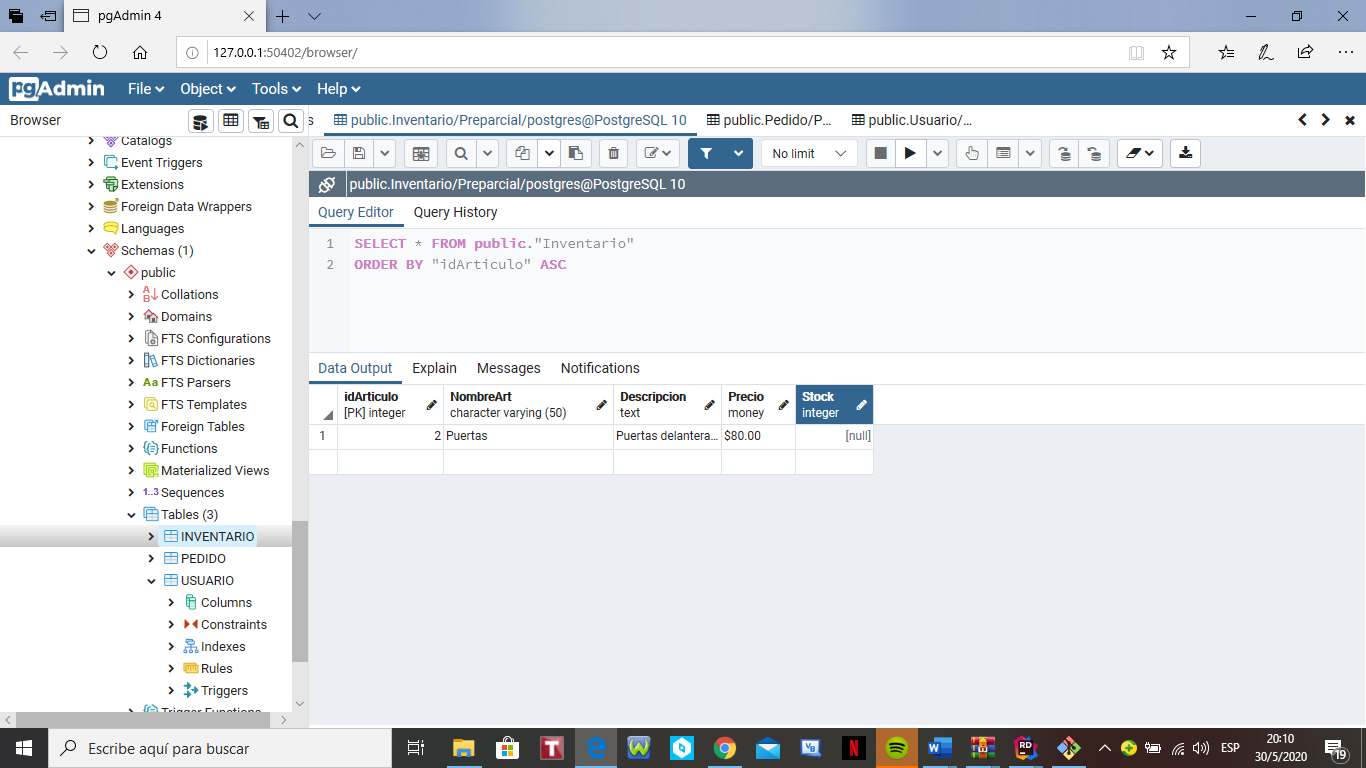 pgAdmin 4
127.0.0.1:50402/browser/
pgAdmin
File
Object
Tools
Help
Browser
s
public.Inventario/Preparcial/postgres@PostgreSQL 10
public.Pedido/P...
public.Usuario/...
No limit
public.Inventario/Preparcial/postgres@PostgreSQL 10
Query Editor
Query History
1 SELECT * FROM public."Inventario"
2 ORDER BY "idArticulo" ASC
Catalogs
Event Triggers
Extensions
Foreign Data Wrappers
Languages
Schemas (1)
public
Collations
Domains
FTS Configurations
FTS Dictionaries
Aa FTS Parsers
FTS Templates
Foreign Tables
Functions
Materialized Views
1..3 Sequences
Tables (3)
INVENTARIO
PEDIDO
USUARIO
Columns
Constraints
Indexes
Rules
Triggers
Trigger Functions
Data Output
Explain
Messages
Notifications
idArticulo
[PK] integer
NombreArt
character varying (50)
Descripcion
text
Precio
money
Stock
integer
1 2 Puertas Puertas delantera... $80.00 [null]
Escribe aquí para buscar
ESP
20:10
30/5/2020
19